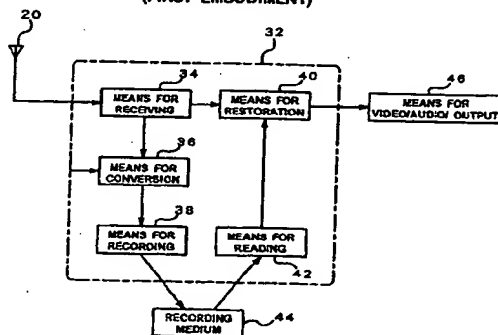 (FIRST EMBODIMENT)
20
32
34
40
46
MEANS FOR
RECEIVING
MEANS FOR
RESTORATION
MEANS FOR
VIDEO/AUDIO/ OUTPUT
36
MEANS FOR
CONVERSION
38
MEANS FOR
RECORDING
MEANS FOR
READING
42
RECORDING
MEDIUM
44